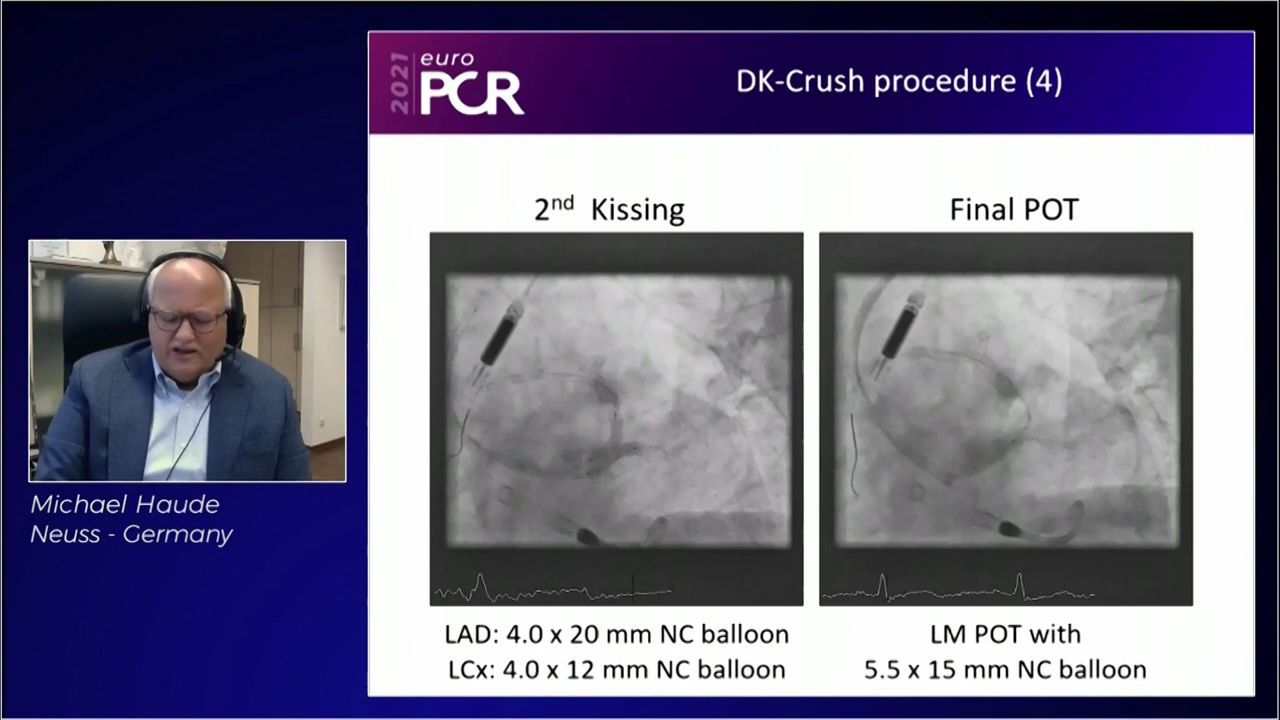 2021
euro
PCR
DK-Crush procedure (4)
2nd Kissing
Final POT
LAD: 4.0 x 20 mm NC balloon
LCx: 4.0 x 12 mm NC balloon
LM POT with
5.5 x 15 mm NC balloon
Michael Haude
Neuss - Germany